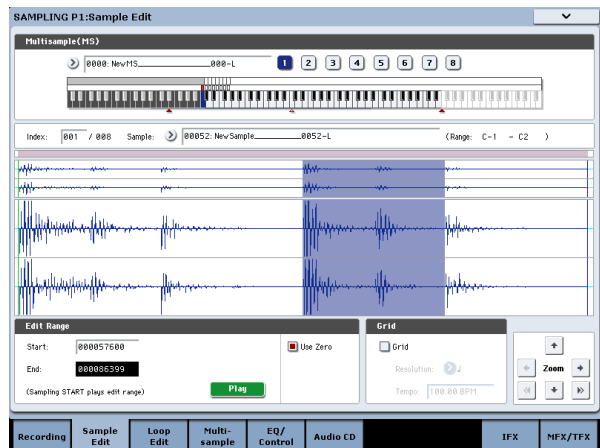 SAMPLING P1:Sample Edit
Multisample(MS)
0000: NewMS_______________000-L
1 2 3 4 5 6 7 8
Index: 001 / 008 Sample: 00052: NewSample__________0052-L (Range: C-1 - C2 )
Edit Range
Grid
Start: 000057600
Use Zero
Grid
End: 000086399
Resolution:
Zoom
(Sampling START plays edit range)
Play
Tempo: 100.00 BPM
Recording
Sample Edit
Loop Edit
Multi-sample
EQ/ Control
Audio CD
IFX
MFX/TFX